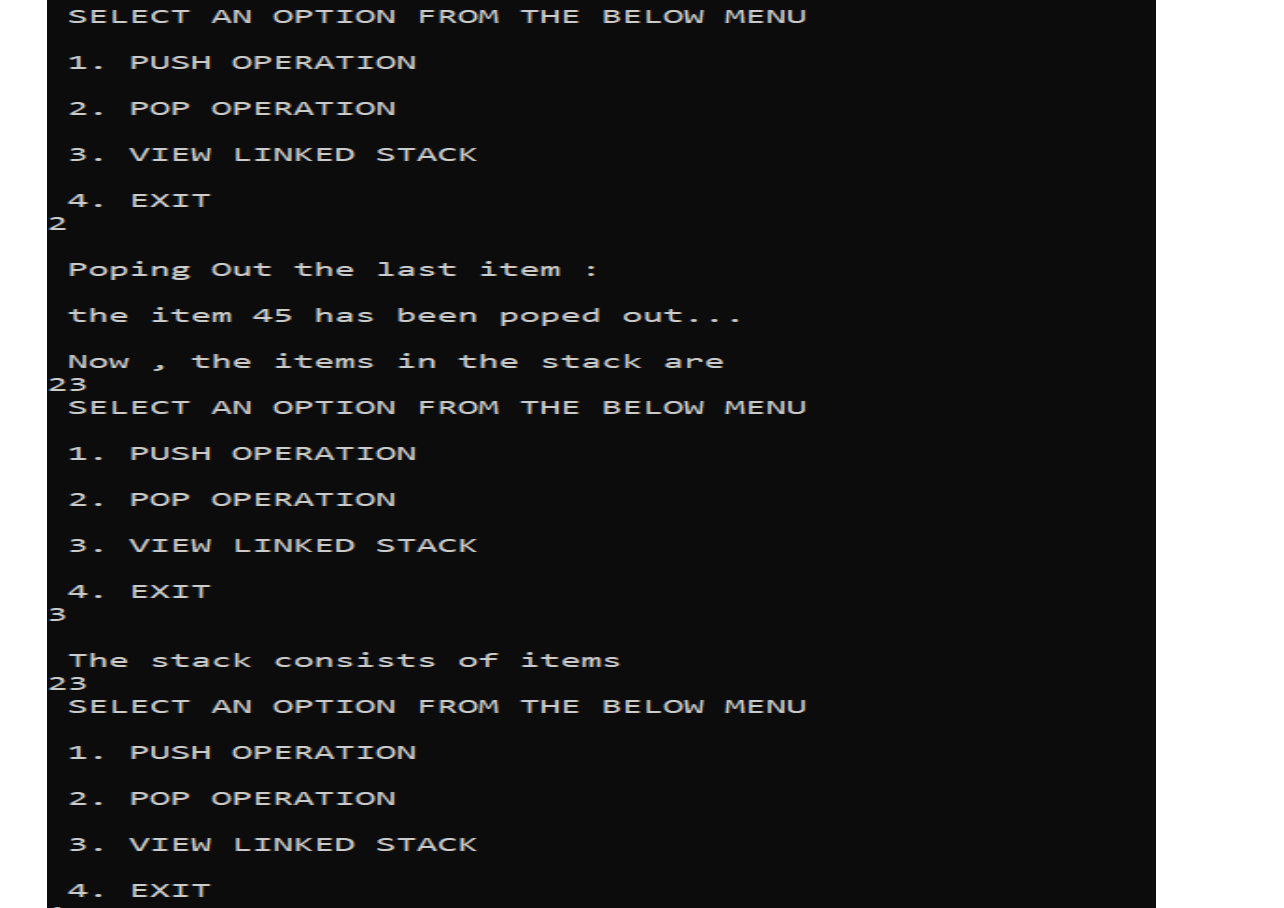 SELECT AN OPTION FROM THE BELOW MENU
1. PUSH OPERATION
2. POP OPERATION
3. VIEW LINKED STACK
4. EXIT
2
Poping Out the last item :
the item 45 has been poped out...
Now , the items in the stack are
23
SELECT AN OPTION FROM THE BELOW MENU
1. PUSH OPERATION
2. POP OPERATION
3. VIEW LINKED STACK
4. EXIT
3
The stack consists of items
23
SELECT AN OPTION FROM THE BELOW MENU
1. PUSH OPERATION
2. POP OPERATION
3. VIEW LINKED STACK
4. EXIT